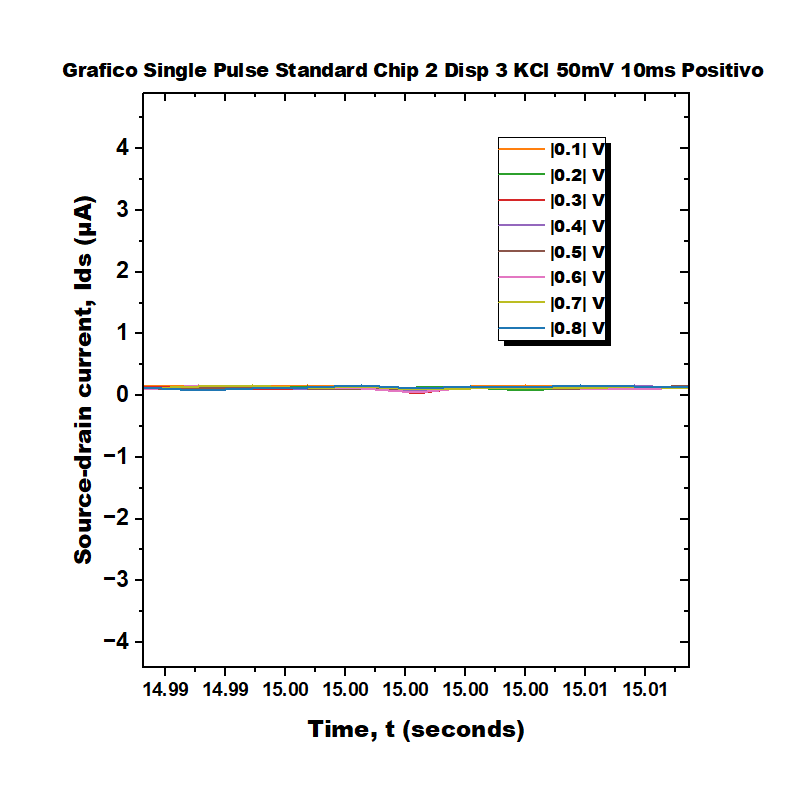 Grafico Single Pulse Standard Chip 2 Disp 3 KCl 50mV 10ms Positivo
|0.1| V
|0.2| V
|0.3| V
|0.4| V
|0.5| V
|0.6| V
|0.7| V
|0.8| V
Source-drain current, Ids (µA)
4
3
2
1
0
−1
−2
−3
−4
14.99 14.99 15.00 15.00 15.00 15.00 15.00 15.01 15.01
Time, t (seconds)